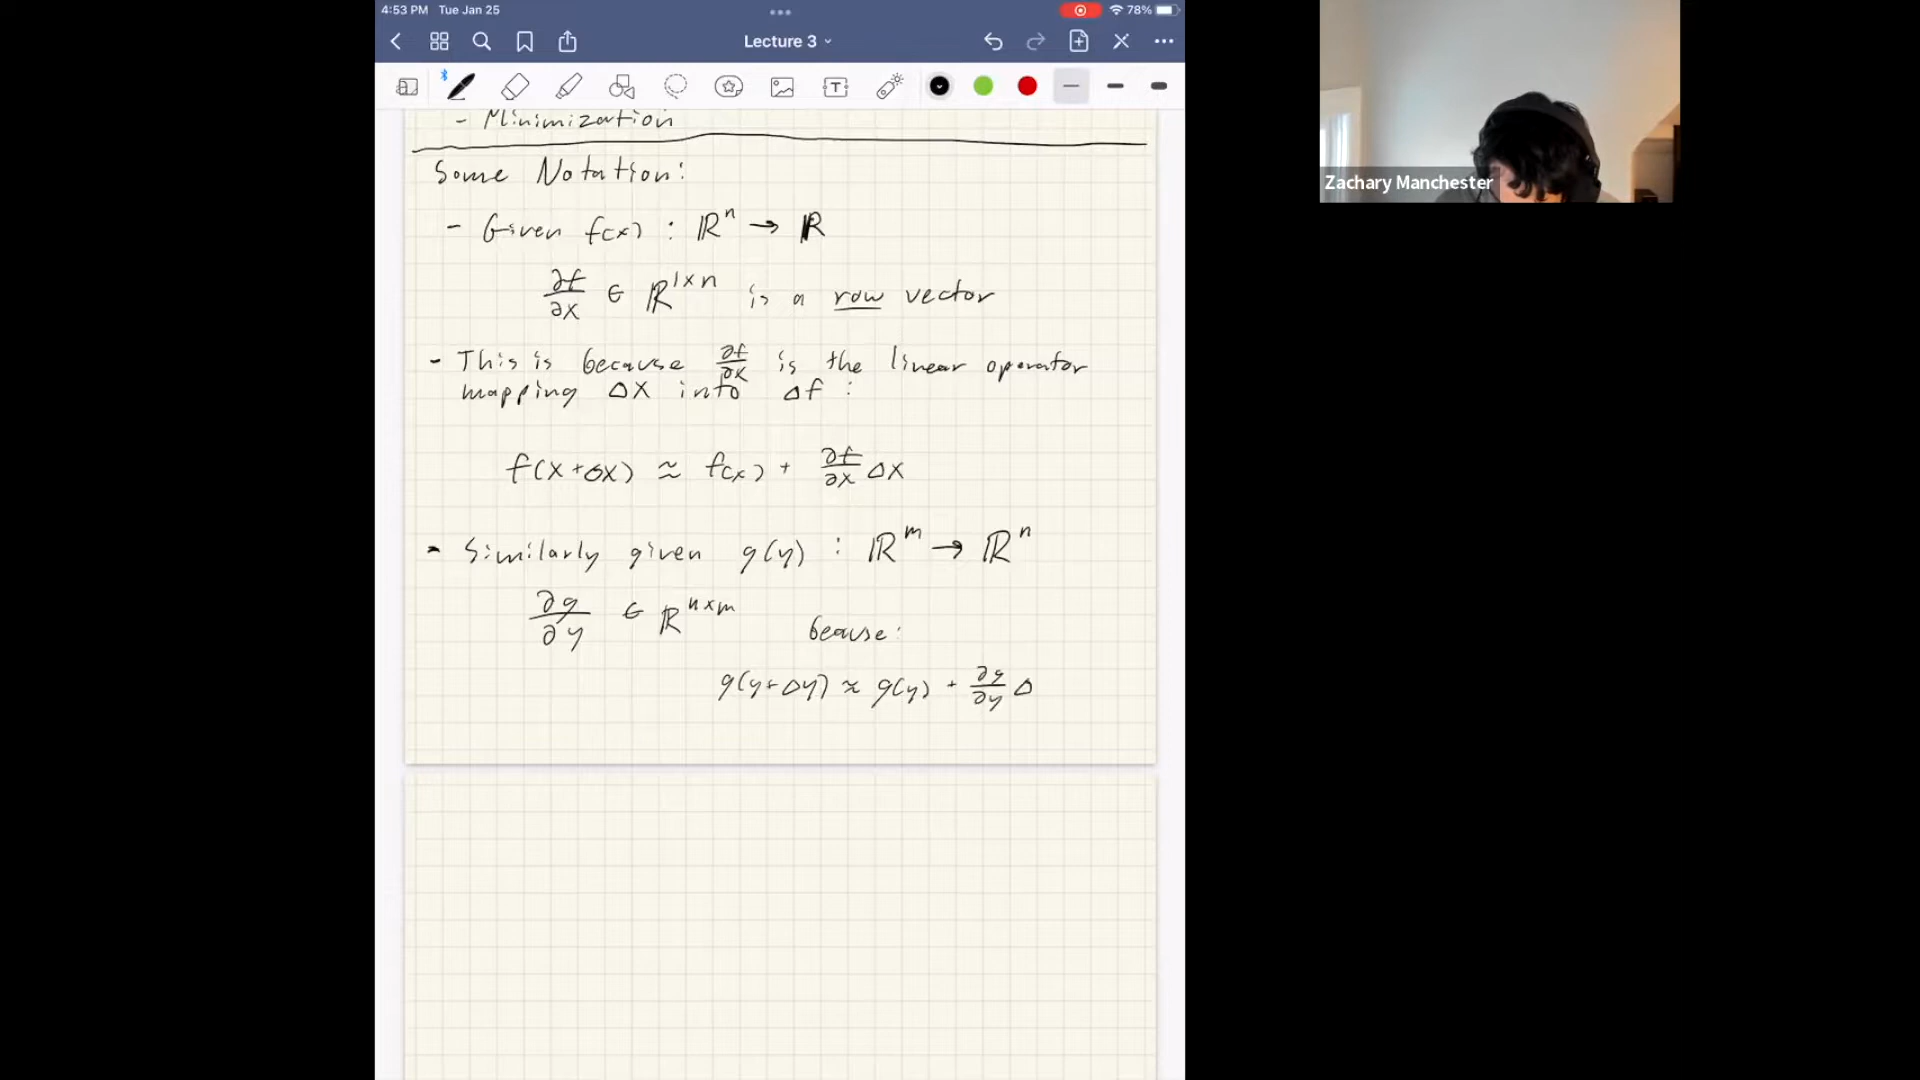 4:53 PM Tue Jan 25
78%
Lecture 3
- Minimization
Some Notation:
- Given f(x) : ℝⁿ → ℝ
∂f/∂x ∈ ℝ^{1×n} is a row vector
- This is because ∂f/∂x is the linear operator
mapping ΔX into Δf :
f(x+Δx) ≈ f(x) + ∂f/∂x Δx
- Similarly given g(y) : ℝᵐ → ℝⁿ
∂g/∂y ∈ ℝ^{n×m} because:
g(y+Δy) ≈ g(y) + ∂g/∂y Δ
Zachary Manchester